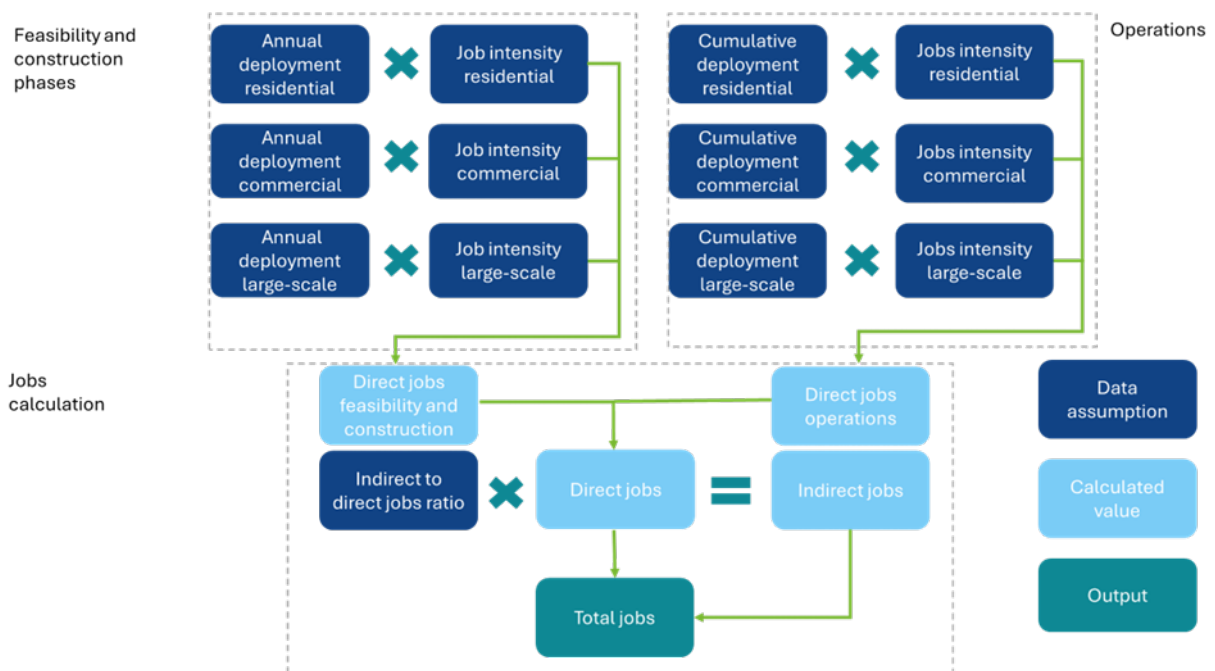 Feasibility and
construction
phases
Annual
deployment
residential
Job intensity
residential
Annual
deployment
commercial
Job intensity
commercial
Annual
deployment
large-scale
Job intensity
large-scale
Operations
Cumulative
deployment
residential
Jobs intensity
residential
Cumulative
deployment
commercial
Jobs intensity
commercial
Cumulative
deployment
large-scale
Jobs intensity
large-scale
Jobs
calculation
Direct jobs
feasibility and
construction
Direct jobs
operations
Indirect to
direct jobs ratio
Direct jobs
Indirect jobs
Total jobs
Data
assumption
Calculated
value
Output